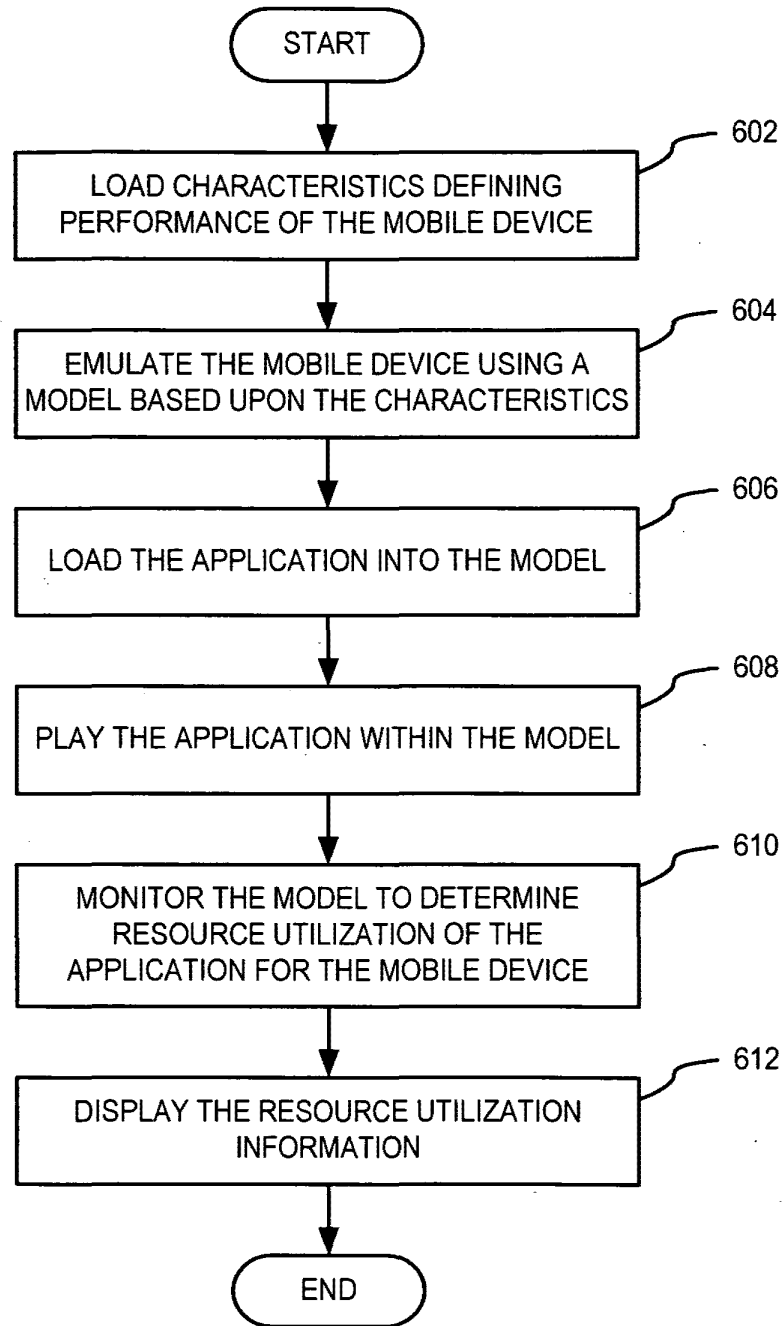 START
602
LOAD CHARACTERISTICS DEFINING
PERFORMANCE OF THE MOBILE DEVICE
604
EMULATE THE MOBILE DEVICE USING A
MODEL BASED UPON THE CHARACTERISTICS
606
LOAD THE APPLICATION INTO THE MODEL
608
PLAY THE APPLICATION WITHIN THE MODEL
610
MONITOR THE MODEL TO DETERMINE
RESOURCE UTILIZATION OF THE
APPLICATION FOR THE MOBILE DEVICE
612
DISPLAY THE RESOURCE UTILIZATION
INFORMATION
END